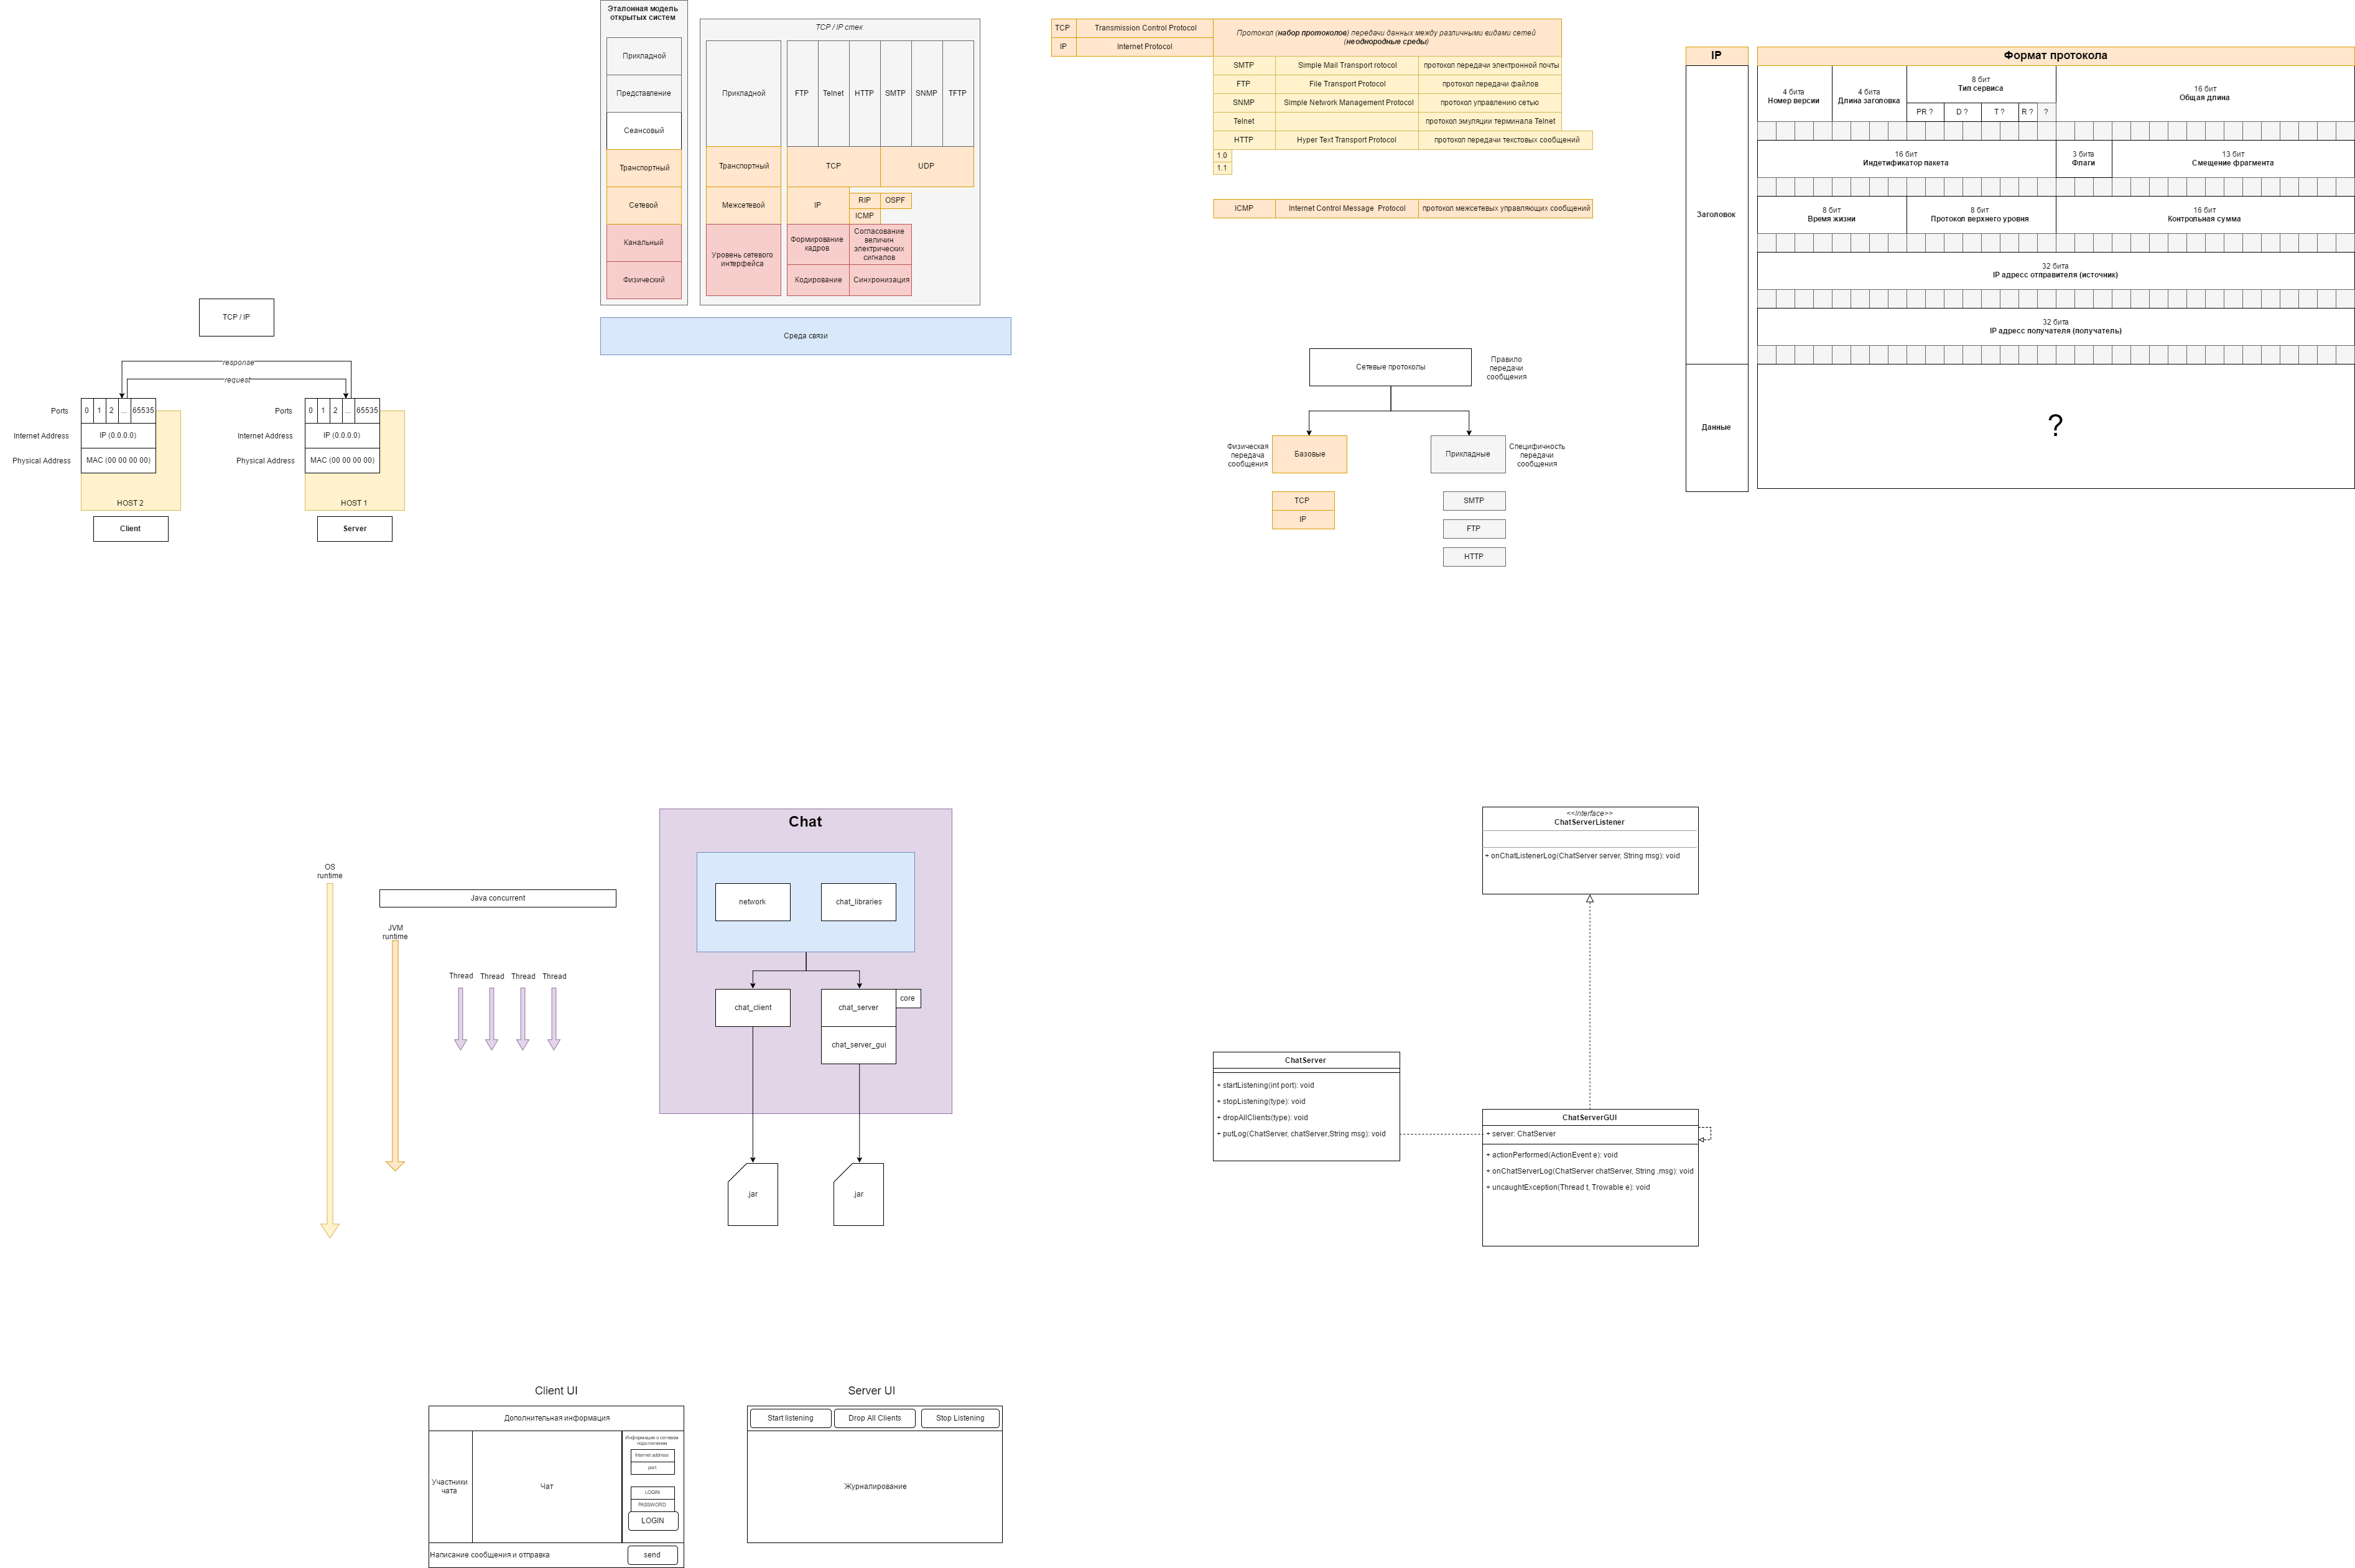 Эталонная модель
открытых систем
Прикладной
Представление
Сеансовый
Транспортный
Сетевой
Канальный
Физический
TCP / IP стек
Прикладной
FTP
Telnet
HTTP
SMTP
SNMP
TFTP
Транспортный
TCP
UDP
Межсетевой
IP
RIP
OSPF
ICMP
Уровень сетевого
интерфейса
Формирование
кадров
Согласование
величин
электрических
сигналов
Кодирование
Синхронизация
Среда связи
TCP
Transmission Control Protocol
IP
Internet Protocol
Протокол (набор протоколов) передачи данных между различными видами сетей
(неоднородные среды)
SMTP
Simple Mail Transport rotocol
протокол передачи электронной почты
FTP
File Transport Protocol
протокол передачи файлов
SNMP
Simple Network Management Protocol
протокол управлению сетью
Telnet
протокол эмуляции терминала Telnet
HTTP
Hyper Text Transport Protocol
протокол передачи текстовых сообщений
1.0
1.1
ICMP
Internet Control Message Protocol
протокол межсетевых управляющих сообщений
IP
Формат протокола
Заголовок
4 бита
Номер версии
4 бита
Длина заголовка
8 бит
Тип сервиса
PR ?
D ?
T ?
R ?
?
16 бит
Общая длина
16 бит
Индетификатор пакета
3 бита
Флаги
13 бит
Смещение фрагмента
8 бит
Время жизни
8 бит
Протокол верхнего уровня
16 бит
Контрольная сумма
32 бита
IP адресс отправителя (источник)
32 бита
IP адресс получателя (получатель)
Данные
?
TCP / IP
response
request
Ports
0
1
2
...
65535
Internet Address
IP (0.0.0.0)
Physical Address
MAC (00 00 00 00)
HOST 2
Client
Ports
0
1
2
...
65535
Internet Address
IP (0.0.0.0)
Physical Address
MAC (00 00 00 00)
HOST 1
Server
Сетевые протоколы
Правило
передачи
сообщения
Физическая
передача
сообщения
Базовые
Прикладные
Специфичность
передачи
сообщения
TCP
IP
SMTP
FTP
HTTP
OS
runtime
Java concurrent
JVM
runtime
Thread
Thread
Thread
Thread
Chat
network
chat_libraries
chat_client
chat_server
core
chat_server_gui
.jar
.jar
<<Interface>>
ChatServerListener
+ onChatListenerLog(ChatServer server, String msg): void
ChatServer
+ startListening(int port): void
+ stopListening(type): void
+ dropAllClients(type): void
+ putLog(ChatServer, chatServer,String msg): void
ChatServerGUI
+ server: ChatServer
+ actionPerformed(ActionEvent e): void
+ onChatServerLog(ChatServer chatServer, String ,msg): void
+ uncaughtException(Thread t, Trowable e): void
Client UI
Дополнительная информация
Участники
чата
Чат
Информация о сетевом
подключении
Internet address
port
LOGIN
PASSWORD
LOGIN
Написание сообщения и отправка
send
Server UI
Start listening
Drop All Clients
Stop Listening
Журналирование